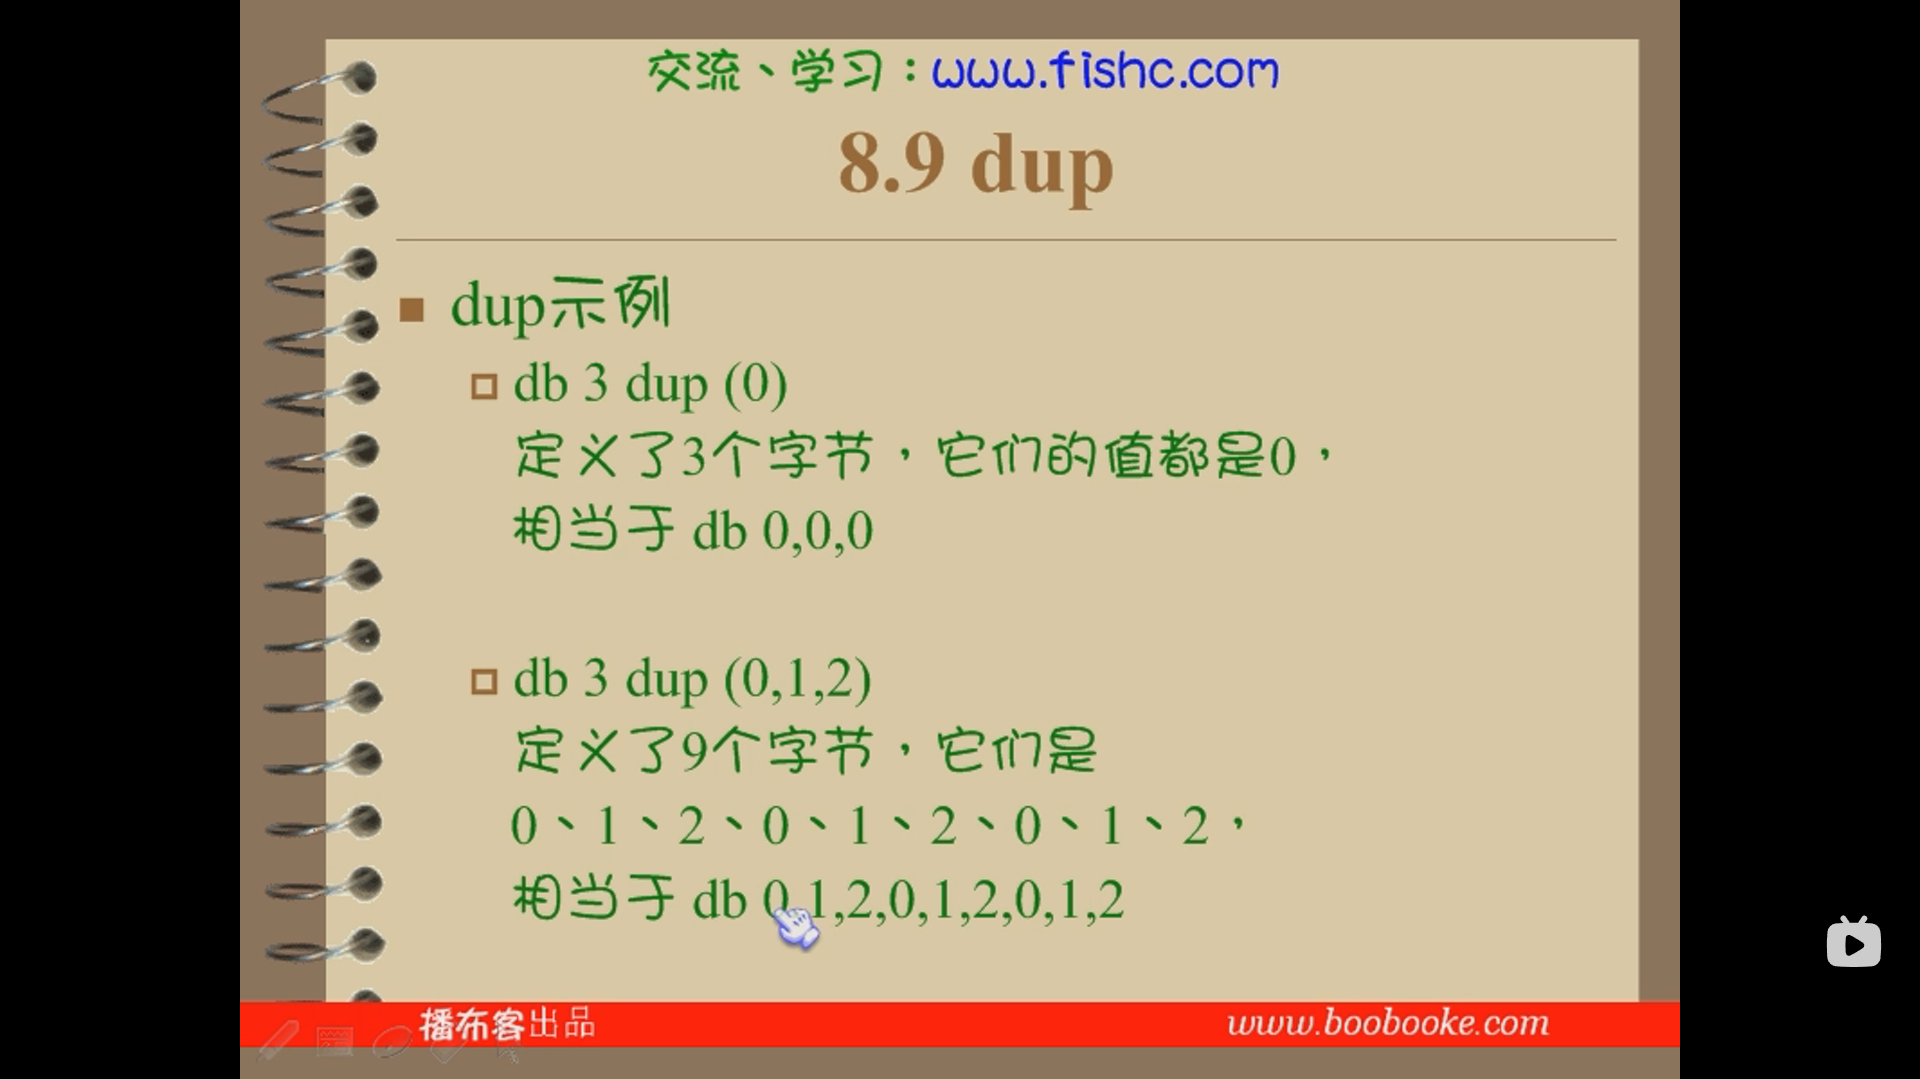 交流、学习：www.fishc.com
8.9 dup
dup示例
db 3 dup (0)
定义了3个字节，它们的值都是0，
相当于 db 0,0,0
db 3 dup (0,1,2)
定义了9个字节，它们是
0、1、2、0、1、2、0、1、2，
相当于 db 0,1,2,0,1,2,0,1,2
播布客出品
www.boobooke.com